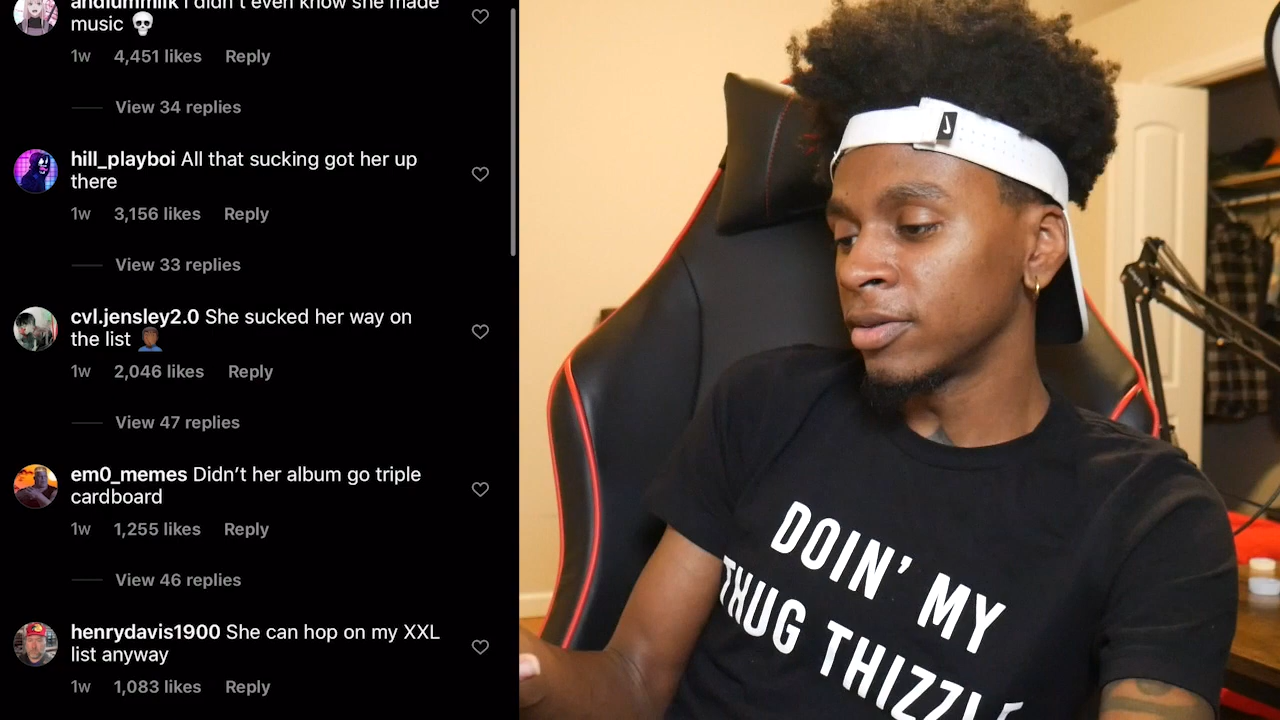 andiummilk I didn't even know she made
music 💀
1w 4,451 likes Reply
View 34 replies
hill_playboi All that sucking got her up
there
1w 3,156 likes Reply
View 33 replies
cvl.jensley2.0 She sucked her way on
the list 🤦🏾‍♂️
1w 2,046 likes Reply
View 47 replies
em0_memes Didn't her album go triple
cardboard
1w 1,255 likes Reply
View 46 replies
henrydavis1900 She can hop on my XXL
list anyway
1w 1,083 likes Reply
DOIN' MY
THUG THIZZLE